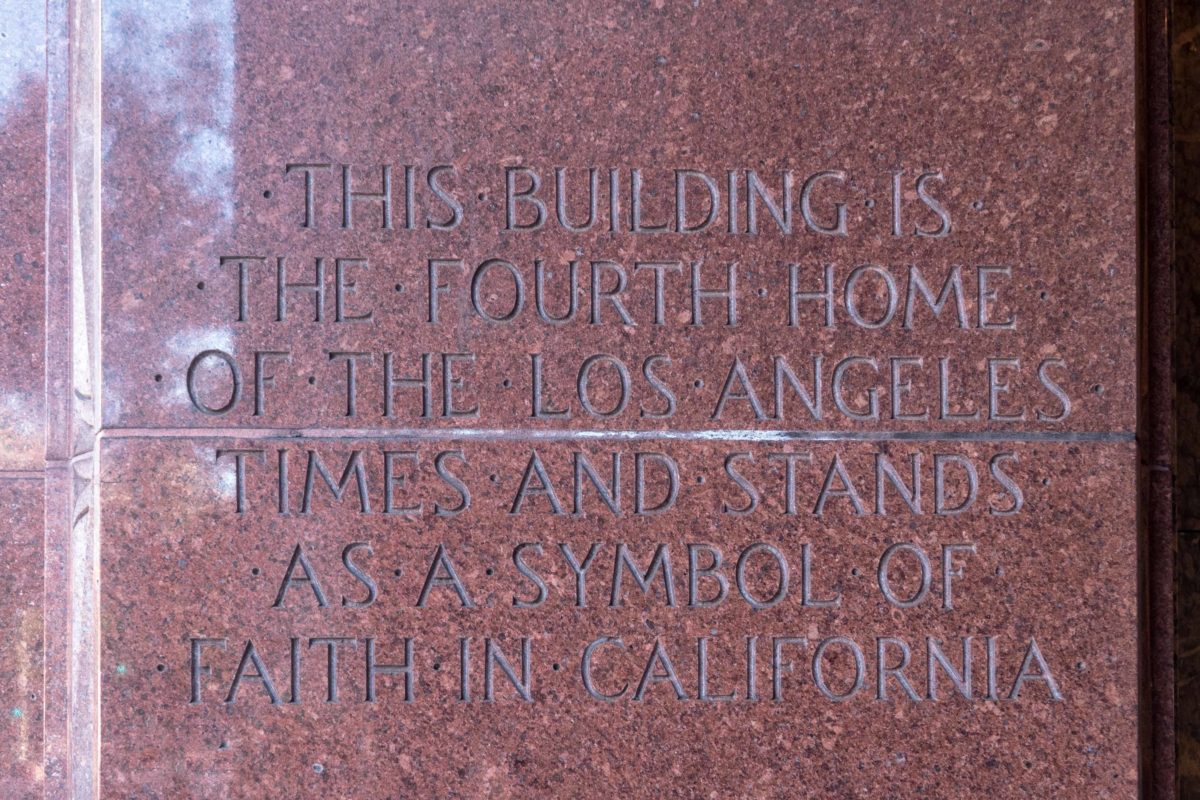 · THIS · BUILDING · IS ·
· THE · FOURTH · HOME ·
· OF · THE · LOS · ANGELES ·
TIMES · AND · STANDS ·
· AS · A · SYMBOL · OF ·
· FAITH · IN · CALIFORNIA ·